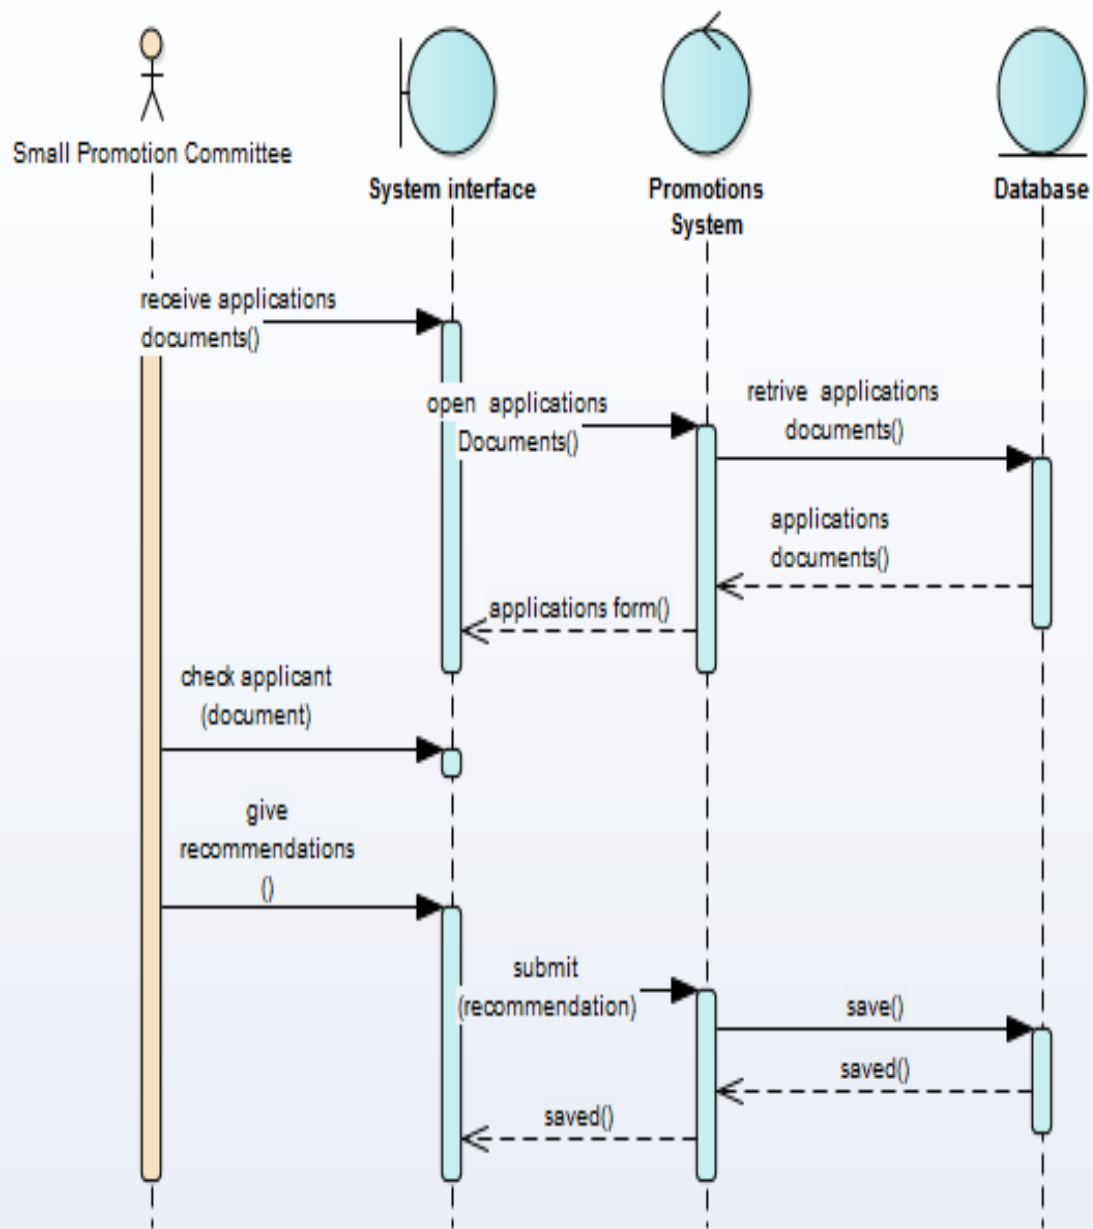 Small Promotion Committee
System interface
Promotions
System
Database
receive applications
documents()
open  applications
Documents()
retrive  applications
documents()
applications
documents()
applications form()
check applicant
(document)
give
recommendations
()
submit
(recommendation)
save()
saved()
saved()